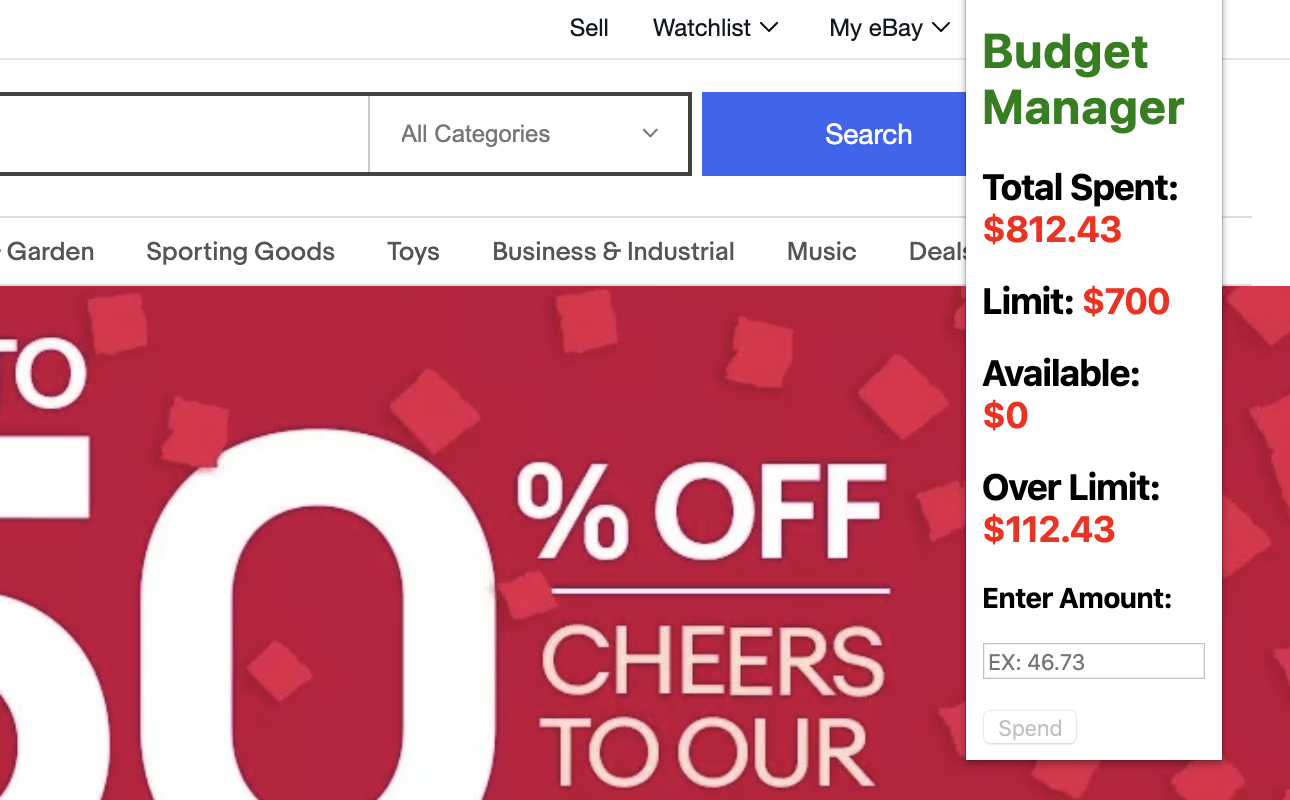 Sell Watchlist My eBay
All Categories Search
Garden Sporting Goods Toys Business & Industrial Music Deals
TO
50
% OFF
CHEERS
TO OUR
Budget
Manager
Total Spent:
$812.43
Limit: $700
Available:
$0
Over Limit:
$112.43
Enter Amount:
EX: 46.73
Spend